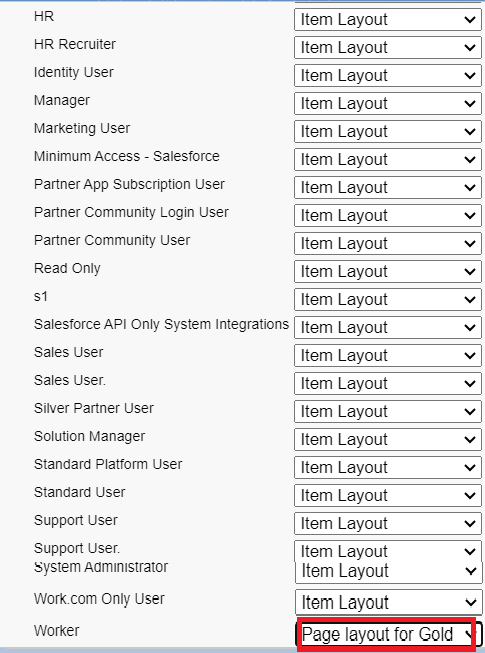 HR Item Layout
HR Recruiter Item Layout
Identity User Item Layout
Manager Item Layout
Marketing User Item Layout
Minimum Access - Salesforce Item Layout
Partner App Subscription User Item Layout
Partner Community Login User Item Layout
Partner Community User Item Layout
Read Only Item Layout
s1 Item Layout
Salesforce API Only System Integrations Item Layout
Sales User Item Layout
Sales User. Item Layout
Silver Partner User Item Layout
Solution Manager Item Layout
Standard Platform User Item Layout
Standard User Item Layout
Support User Item Layout
Support User. Item Layout
System Administrator Item Layout
Work.com Only User Item Layout
Worker Page layout for Gold